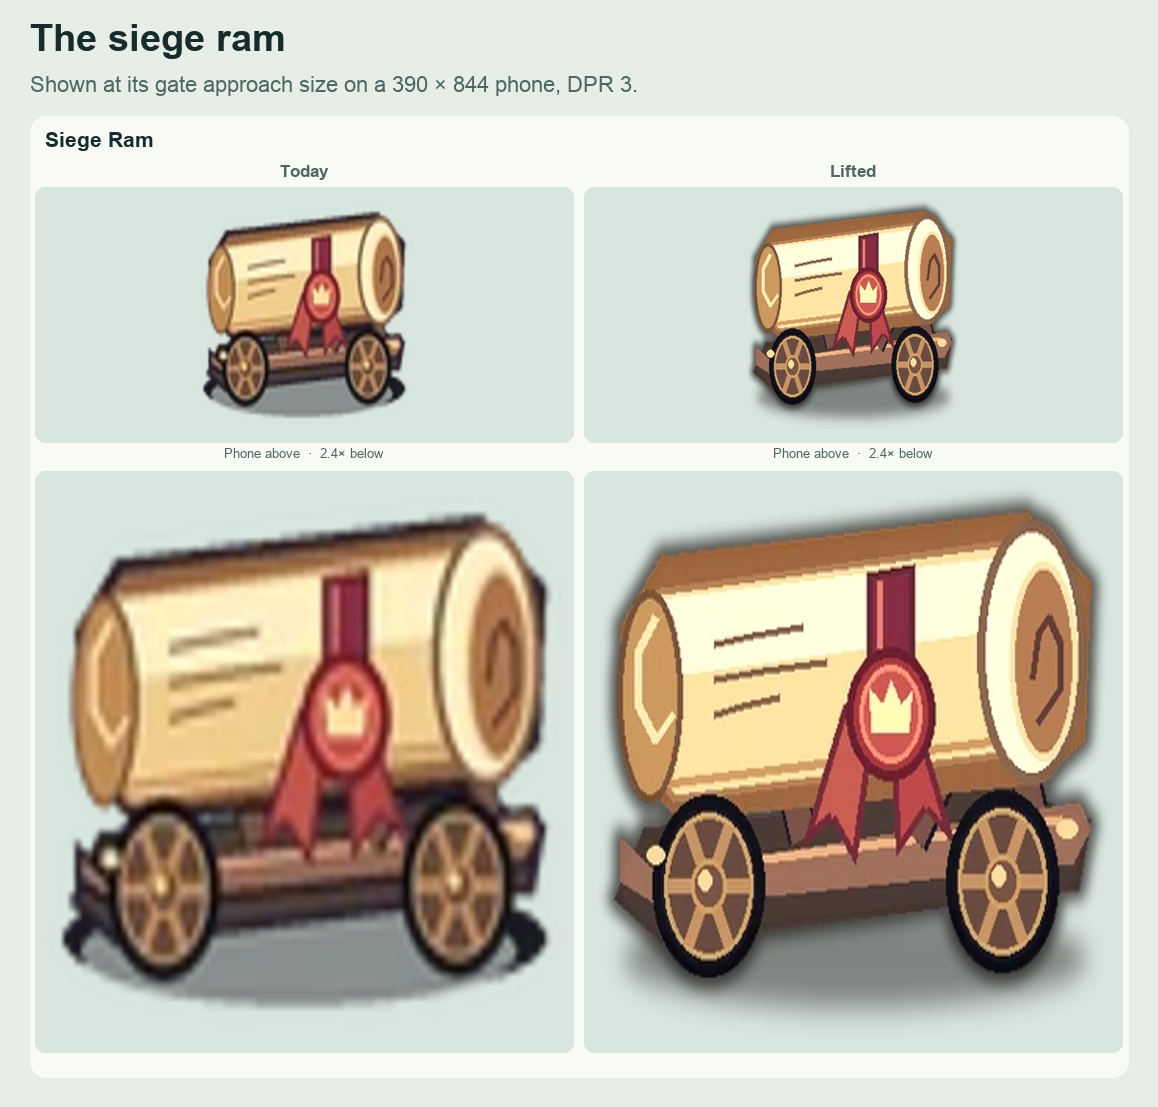 The siege ram
Shown at its gate approach size on a 390 × 844 phone, DPR 3.
Siege Ram
Today
Lifted
Phone above · 2.4× below
Phone above · 2.4× below